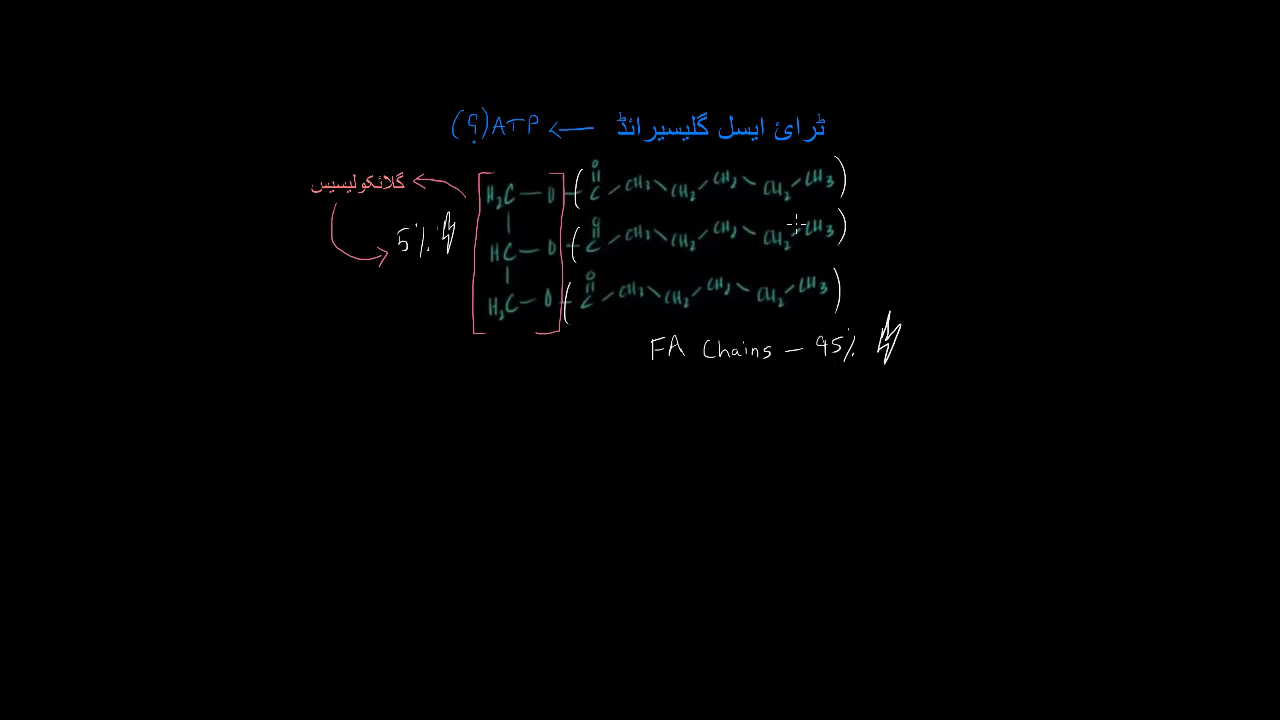 ٹرائ ایسل گلیسیرائڈ ← ATP(؟)
گلائکولیسیس
5%
H₂C — O — C — CH₂ — CH₂ — CH₂ — CH₂ — CH₃
O
HC — O — C — CH₂ — CH₂ — CH₂ — CH₂ — CH₃
O
H₂C — O — C — CH₂ — CH₂ — CH₂ — CH₂ — CH₃
O
FA Chains — 95%